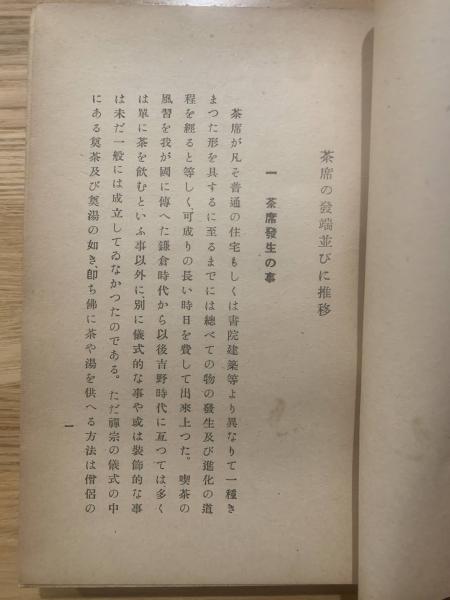 茶席の發端並びに推移
一 茶席發生の事
茶席が凡そ普通の住宅もしくは書院建築等より異なりて一種き
まつた形を具するに至るまでには總べての物の發生及び進化の道
程を經ると等しく、可成りの長い時日を費して出來上つた。喫茶の
風習を我が國に傳へた鎌倉時代から以後吉野時代に亙つては多く
は單に茶を飮むといふ事以外に別に儀式的な事や或は裝飾的な事
は未だ一般には成立してゐなかつたのである。ただ禪宗の儀式の中
にある奠茶及び奠湯の如き卽ち佛に茶や湯を供へる方法は僧侶の
一